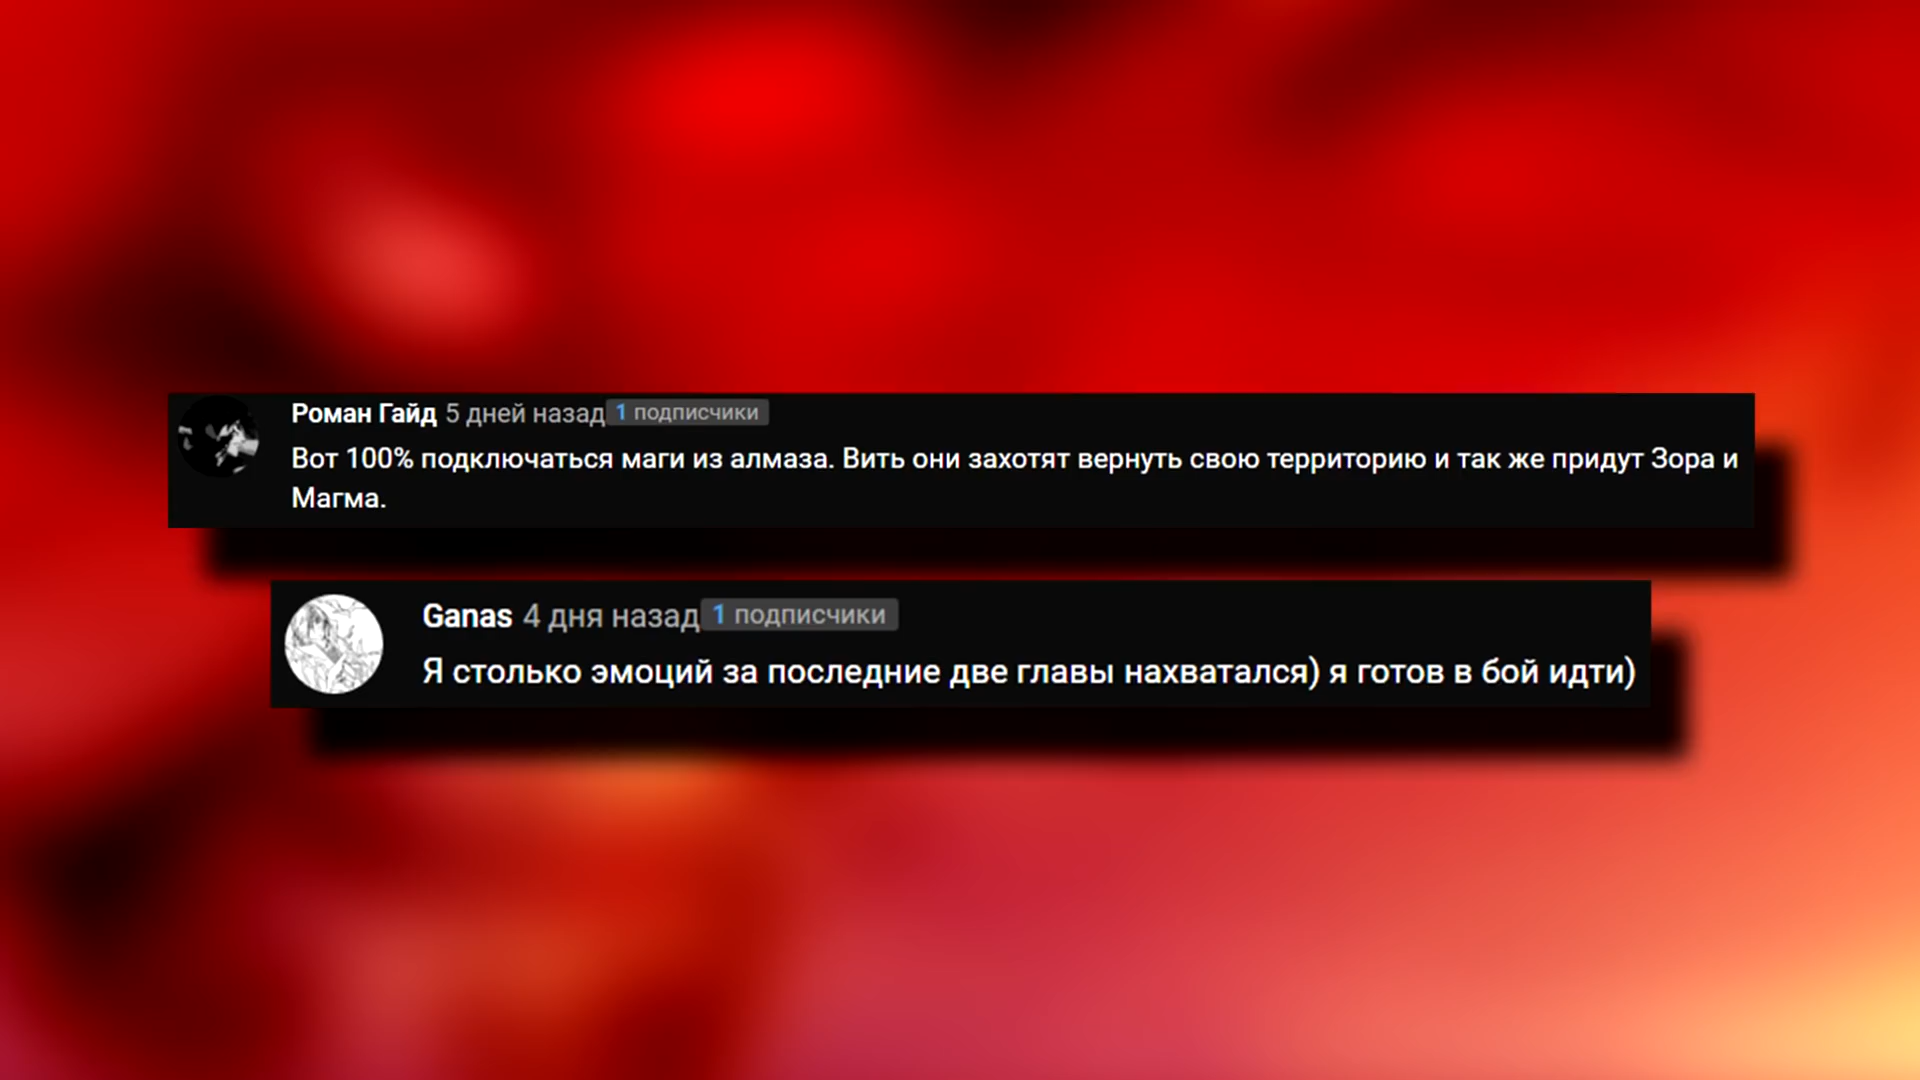 Роман Гайд 5 дней назад 1 подписчики
Вот 100% подключаться маги из алмаза. Вить они захотят вернуть свою территорию и так же придут Зора и
Магма.
Ganas 4 дня назад 1 подписчики
Я столько эмоций за последние две главы нахватался) я готов в бой идти)